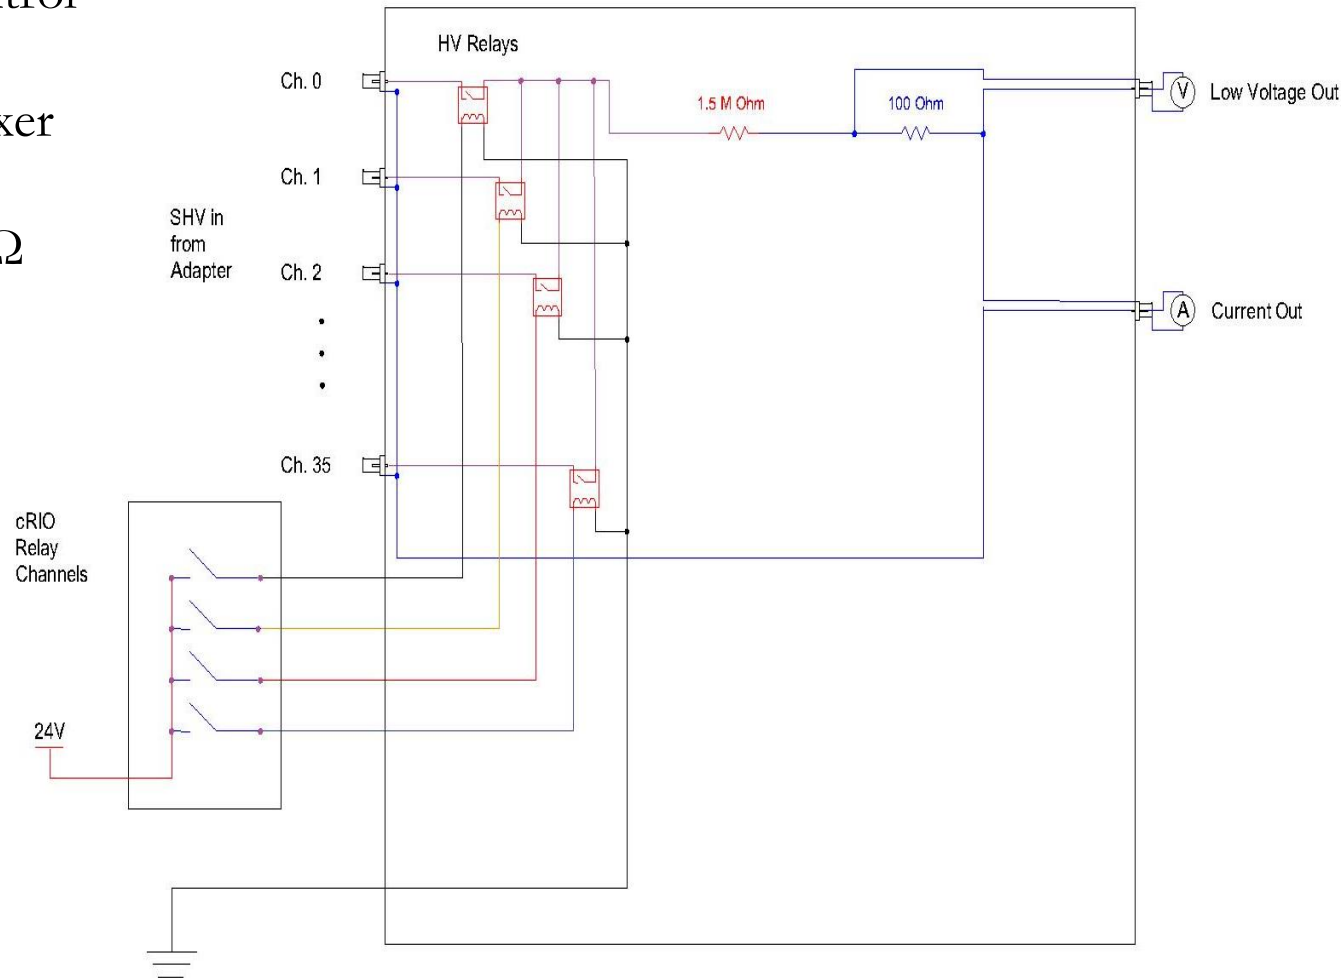 HV Relays
Ch. 0
1.5 M Ohm
100 Ohm
V
Low Voltage Out
Ch. 1
SHV in
from
Adapter
Ω
Ch. 2
A
Current Out
Ch. 35
cRIO
Relay
Channels
24V